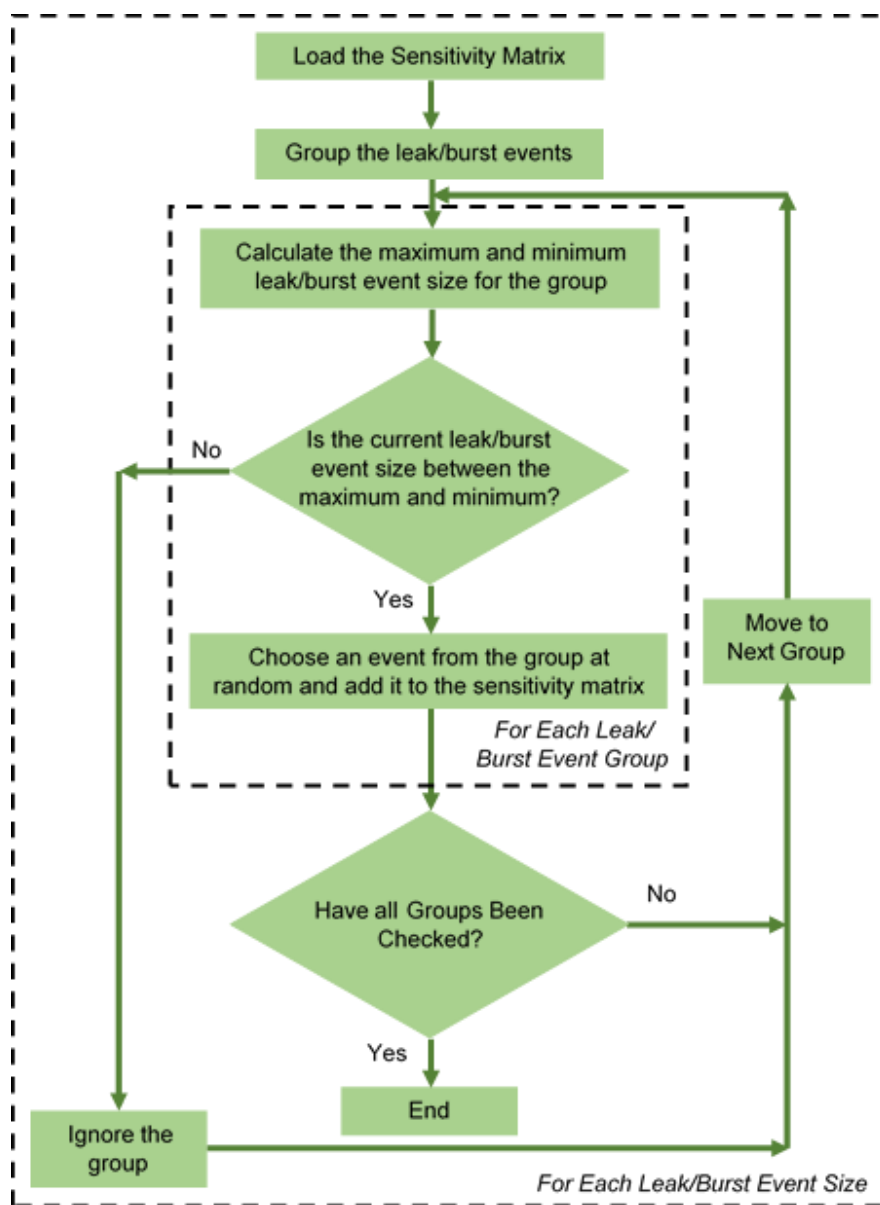 Load the Sensitivity Matrix
Group the leak/burst events
Calculate the maximum and minimum
leak/burst event size for the group
No
Is the current leak/burst
event size between the
maximum and minimum?
Yes
Move to
Next Group
Choose an event from the group at
random and add it to the sensitivity matrix
For Each Leak/
Burst Event Group
No
Have all Groups Been
Checked?
Yes
End
Ignore the
group
For Each Leak/Burst Event Size